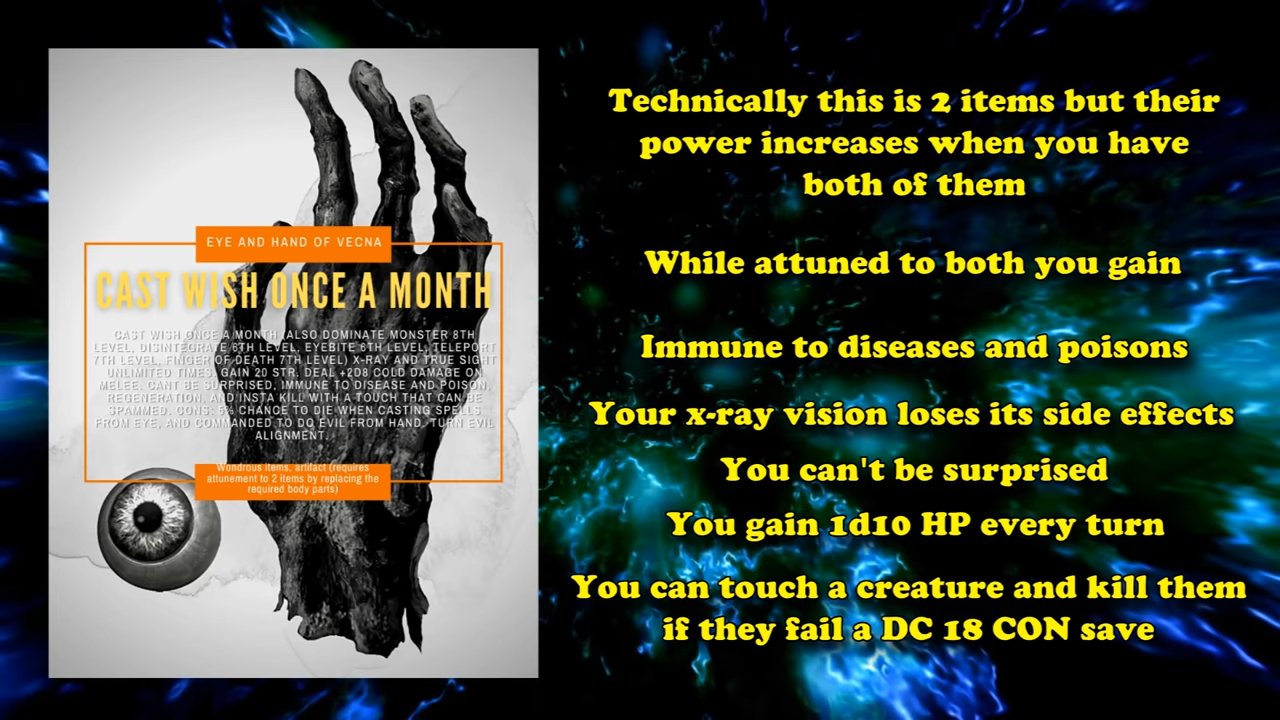 EYE AND HAND OF VECNA
CAST WISH ONCE A MONTH
CAST WISH ONCE A MONTH (ALSO DOMINATE MONSTER 8TH
LEVEL, DISINTEGRATE 6TH LEVEL, EYEBITE 6TH LEVEL, TELEPORT
7TH LEVEL, FINGER OF DEATH 7TH LEVEL) X-RAY AND TRUE SIGHT
UNLIMITED TIMES. GAIN 20 STR. DEAL +2D8 COLD DAMAGE ON
MELEE. CANT BE SURPRISED, IMMUNE TO DISEASE AND POISON,
REGENERATION, AND INSTA KILL WITH A TOUCH THAT CAN BE
SPAMMED. CONS: 5% CHANCE TO DIE WHEN CASTING SPELLS
FROM EYE, AND COMMANDED TO DO EVIL FROM HAND. TURN EVIL
ALIGNMENT.
Wondrous items, artifact (requires
attunement to 2 items by replacing the
required body parts)
Technically this is 2 items but their
power increases when you have
both of them
While attuned to both you gain
Immune to diseases and poisons
Your x-ray vision loses its side effects
You can't be surprised
You gain 1d10 HP every turn
You can touch a creature and kill them
if they fail a DC 18 CON save